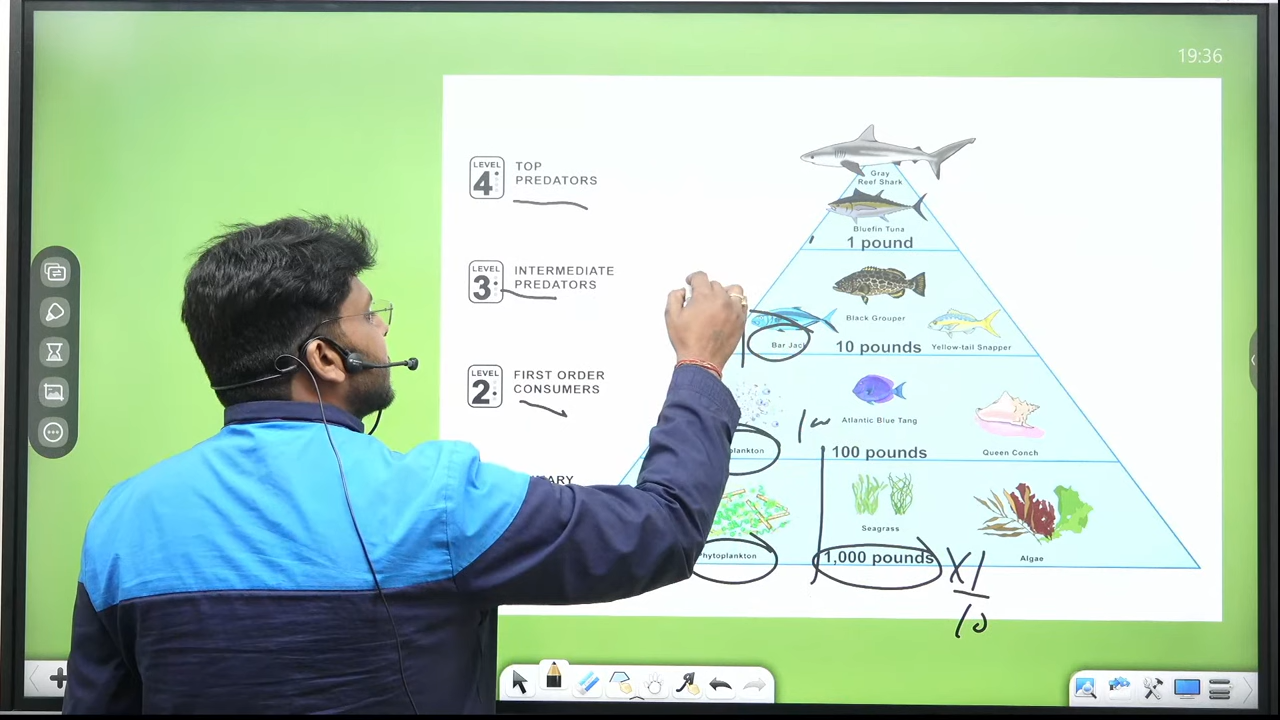 19:36
LEVEL
4
TOP
PREDATORS
Gray
Reef Shark
Bluefin Tuna
1 pound
LEVEL
3
INTERMEDIATE
PREDATORS
Black Grouper
Bar Jack
10 pounds
Yellow-tail Snapper
LEVEL
2
FIRST ORDER
CONSUMERS
Atlantic Blue Tang
100 pounds
Queen Conch
Seagrass
Phytoplankton
1,000 pounds
Algae
X 1
10